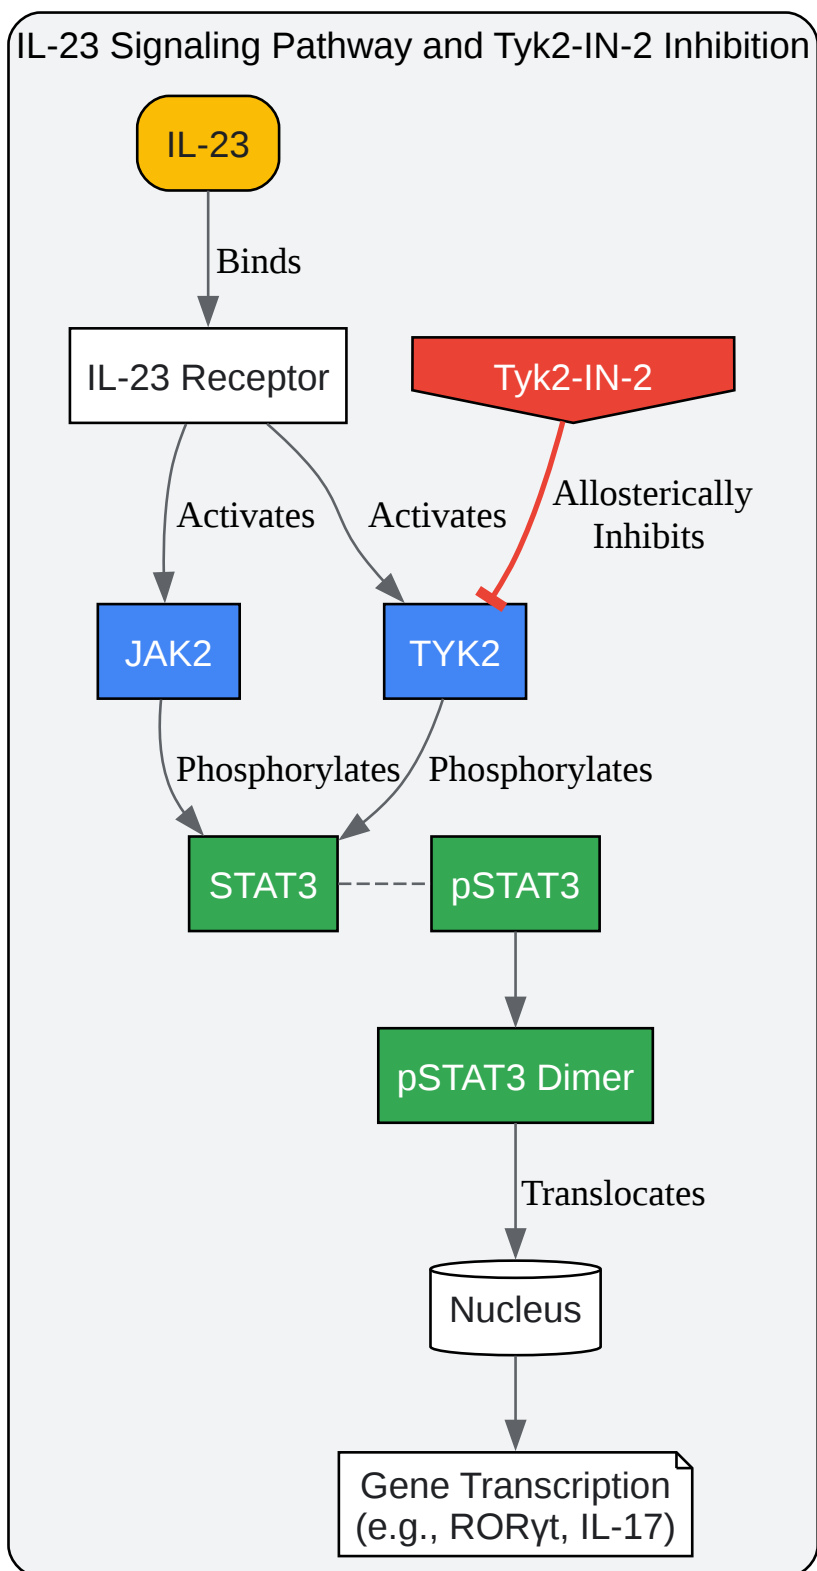 IL-23 Signaling Pathway and Tyk2-IN-2 Inhibition
IL-23
Binds
IL-23 Receptor
Tyk2-IN-2
Activates
Activates
Allosterically
Inhibits
JAK2
TYK2
Phosphorylates
Phosphorylates
STAT3
pSTAT3
pSTAT3 Dimer
Translocates
Nucleus
Gene Transcription
(e.g., RORγt, IL-17)